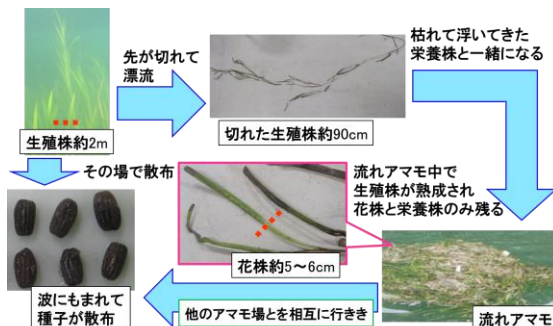 先が切れて
漂流
枯れて浮いてきた
栄養株と一緒になる
生殖株約2m
切れた生殖株約90cm
その場で散布
流れアマモ中で
生殖株が熟成され
花株と栄養株のみ残る
花株約5～6cm
波にもまれて
種子が散布
他のアマモ場とを相互に行きき
流れアマモ